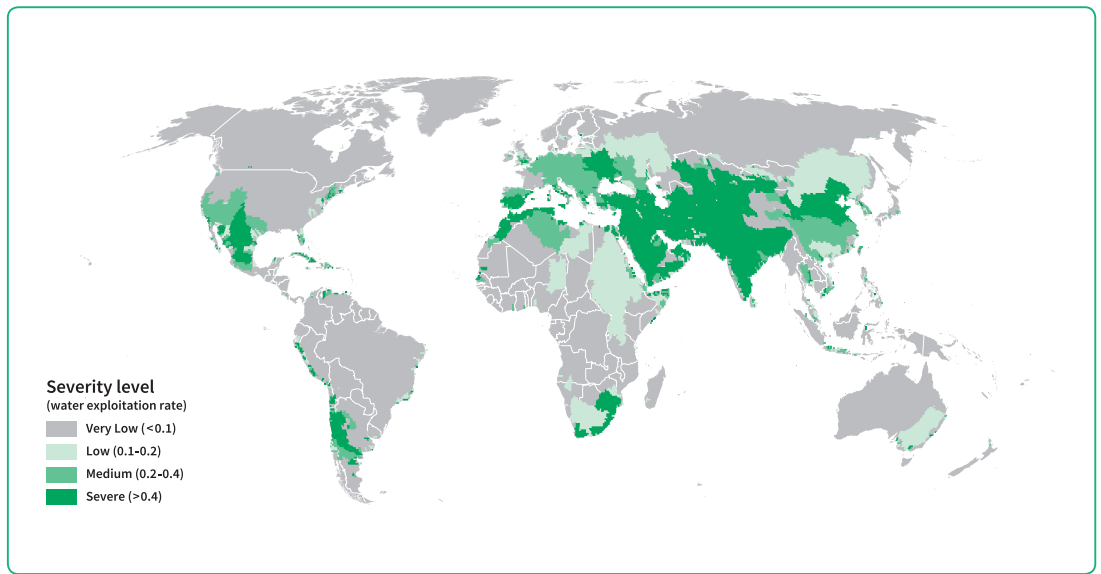 Severity level
(water exploitation rate)
Very Low (<0.1)
Low (0.1-0.2)
Medium (0.2-0.4)
Severe (>0.4)